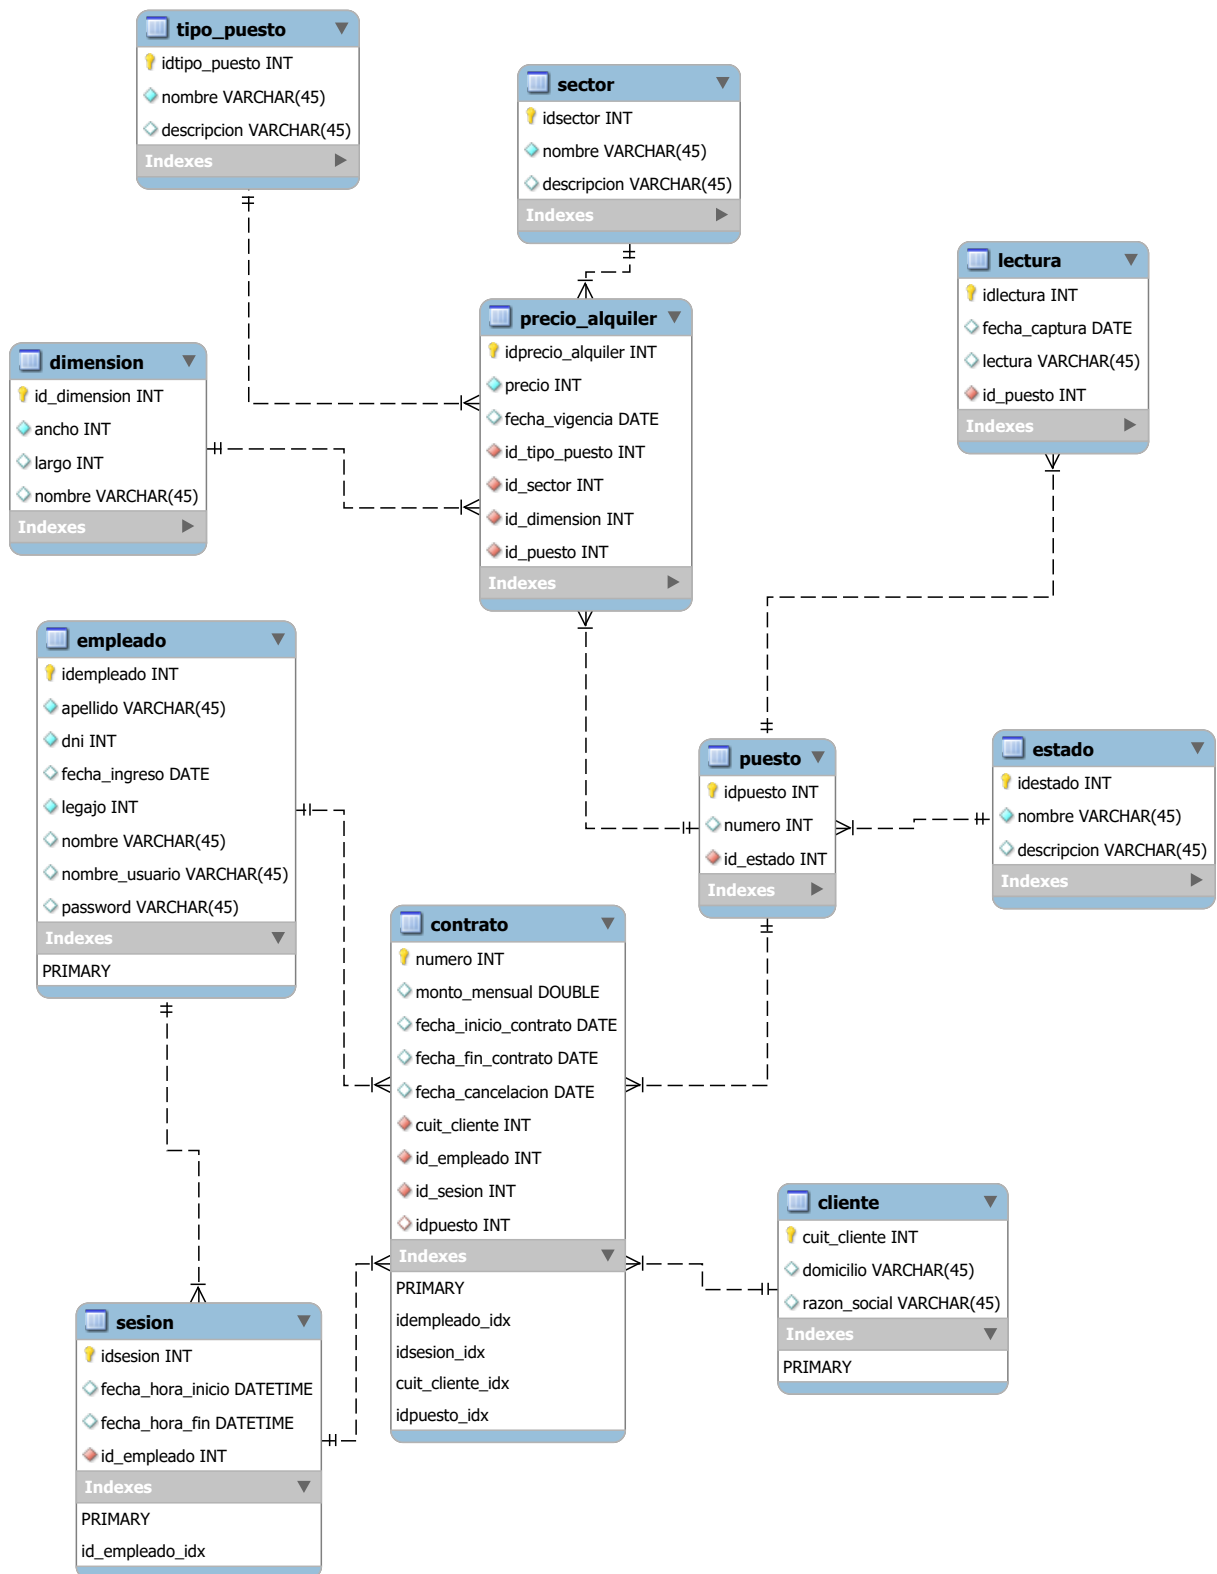 tipo_puesto
idtipo_puesto INT
nombre VARCHAR(45)
descripcion VARCHAR(45)
Indexes
sector
idsector INT
nombre VARCHAR(45)
descripcion VARCHAR(45)
Indexes
lectura
idlectura INT
fecha_captura DATE
lectura VARCHAR(45)
id_puesto INT
Indexes
precio_alquiler
idprecio_alquiler INT
precio INT
fecha_vigencia DATE
id_tipo_puesto INT
id_sector INT
id_dimension INT
id_puesto INT
Indexes
dimension
id_dimension INT
ancho INT
largo INT
nombre VARCHAR(45)
Indexes
empleado
idempleado INT
apellido VARCHAR(45)
dni INT
fecha_ingreso DATE
legajo INT
nombre VARCHAR(45)
nombre_usuario VARCHAR(45)
password VARCHAR(45)
Indexes
PRIMARY
puesto
idpuesto INT
numero INT
id_estado INT
Indexes
estado
idestado INT
nombre VARCHAR(45)
descripcion VARCHAR(45)
Indexes
contrato
numero INT
monto_mensual DOUBLE
fecha_inicio_contrato DATE
fecha_fin_contrato DATE
fecha_cancelacion DATE
cuit_cliente INT
id_empleado INT
id_sesion INT
idpuesto INT
Indexes
PRIMARY
idempleado_idx
idsesion_idx
cuit_cliente_idx
idpuesto_idx
cliente
cuit_cliente INT
domicilio VARCHAR(45)
razon_social VARCHAR(45)
Indexes
PRIMARY
sesion
idsesion INT
fecha_hora_inicio DATETIME
fecha_hora_fin DATETIME
id_empleado INT
Indexes
PRIMARY
id_empleado_idx